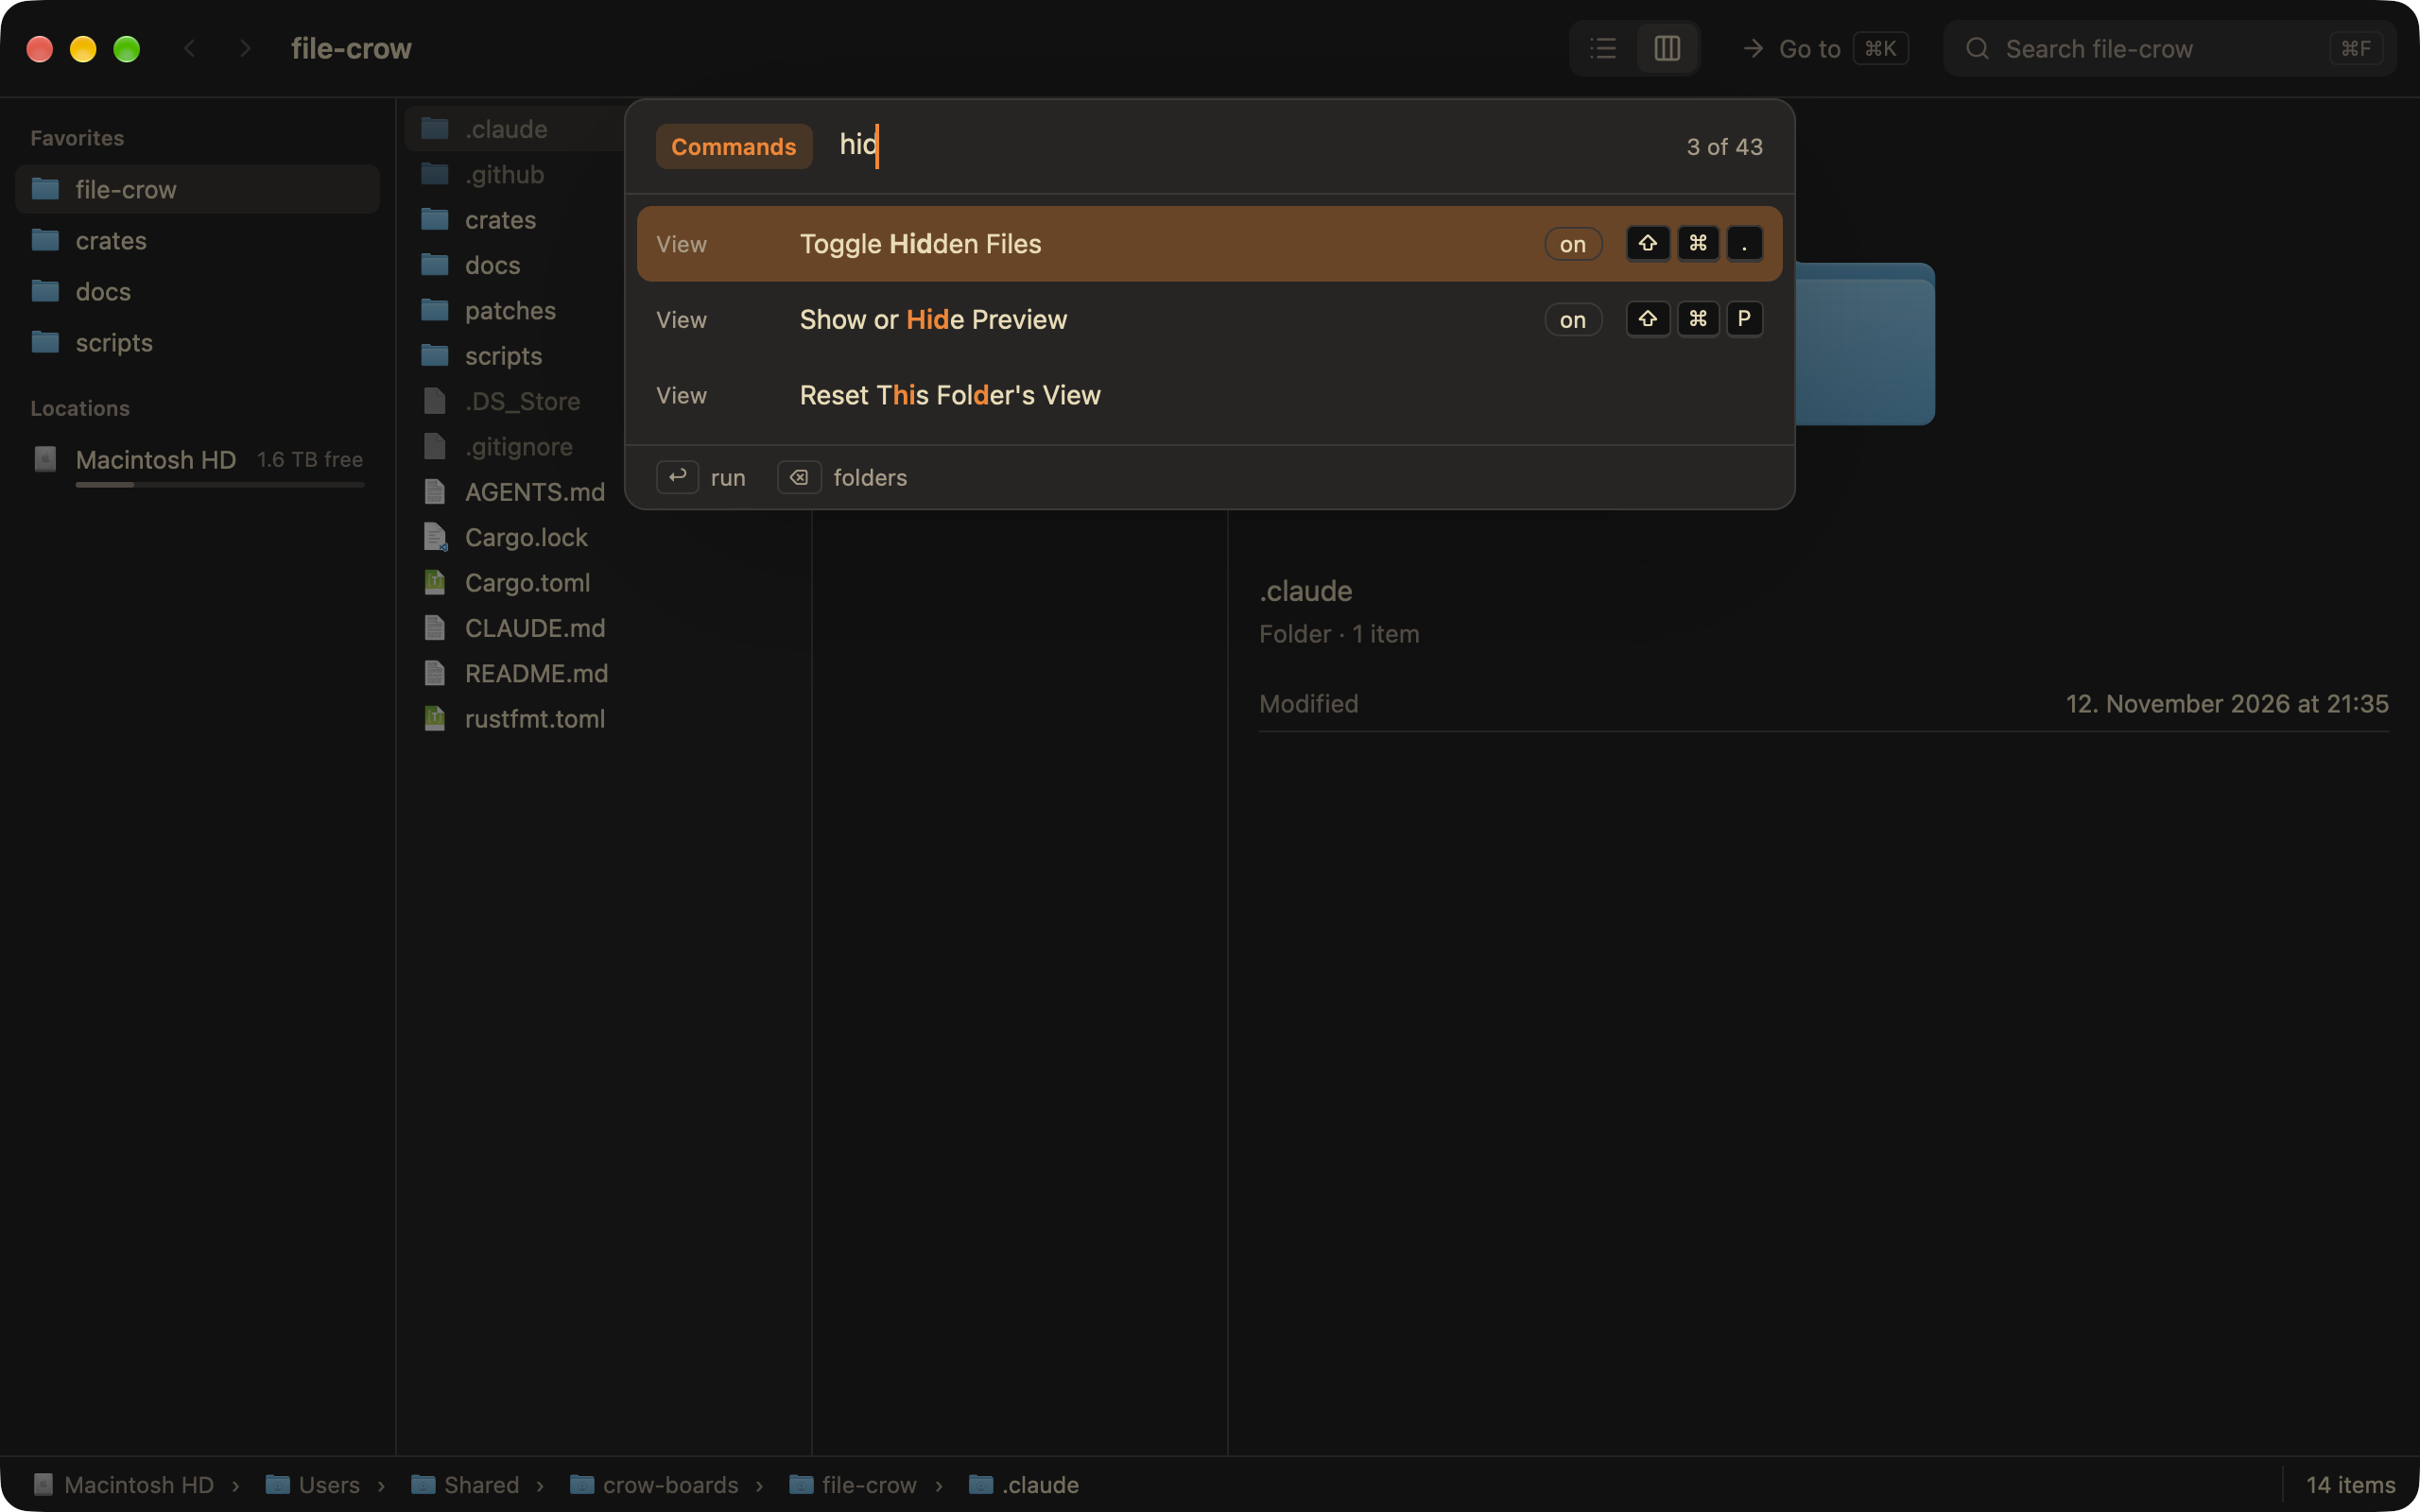 file-crow
Go to ⌘K
Search file-crow ⌘F
Favorites
file-crow
crates
docs
scripts
Locations
Macintosh HD 1.6 TB free
.claude
.github
crates
docs
patches
scripts
.DS_Store
.gitignore
AGENTS.md
Cargo.lock
Cargo.toml
CLAUDE.md
README.md
rustfmt.toml
Commands hid 3 of 43
View Toggle Hidden Files on ⇧ ⌘ .
View Show or Hide Preview on ⇧ ⌘ P
View Reset This Folder's View
↩ run ⌫ folders
.claude
Folder · 1 item
Modified 12. November 2026 at 21:35
Macintosh HD › Users › Shared › crow-boards › file-crow › .claude
14 items